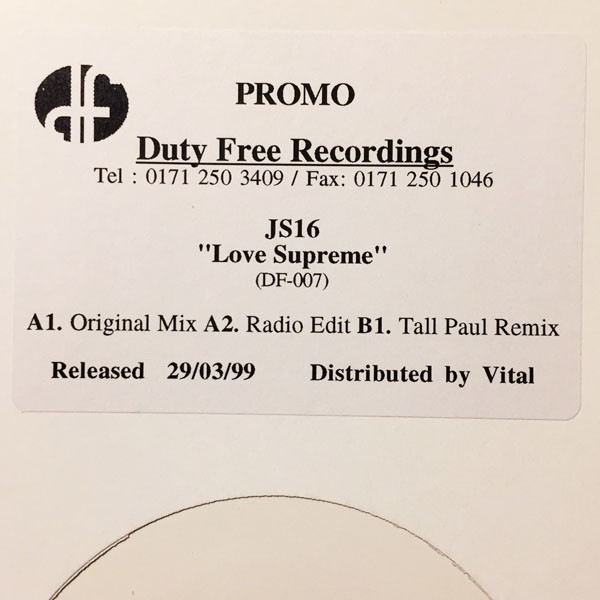 df
PROMO
Duty Free Recordings
Tel : 0171 250 3409 / Fax: 0171 250 1046
JS16
"Love Supreme"
(DF-007)
A1. Original Mix A2. Radio Edit B1. Tall Paul Remix
Released 29/03/99 Distributed by Vital